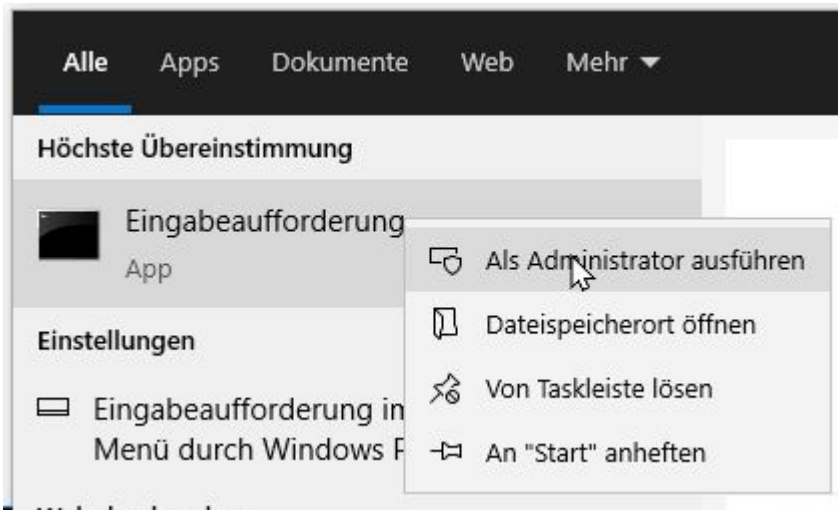 Alle Apps Dokumente Web Mehr
Höchste Übereinstimmung
Eingabeaufforderung
App
Als Administrator ausführen
Dateispeicherort öffnen
Von Taskleiste lösen
An "Start" anheften
Einstellungen
Eingabeaufforderung im
Menü durch Windows